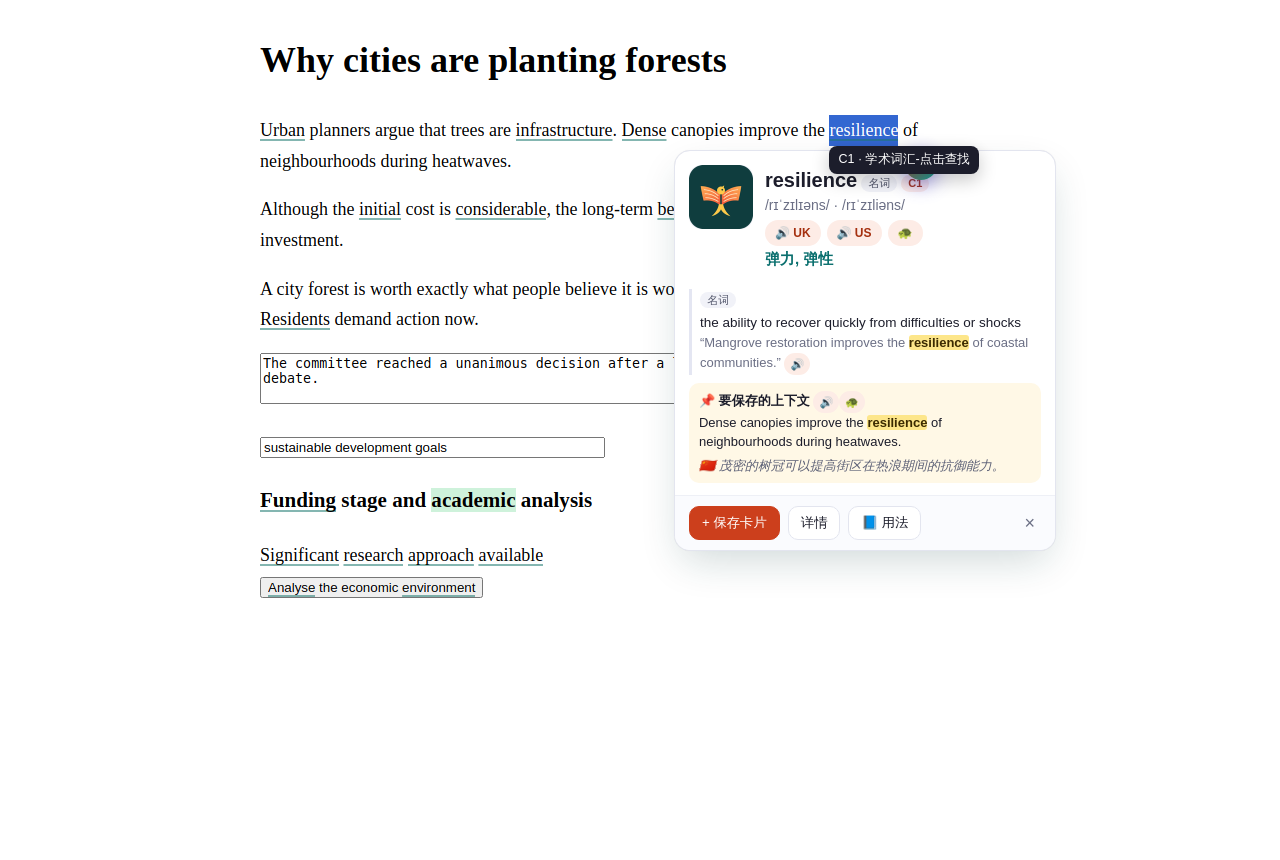 Why cities are planting forests
Urban planners argue that trees are infrastructure. Dense canopies improve the resilience of
neighbourhoods during heatwaves.
C1 · 学术词汇-点击查找
Although the initial cost is considerable, the long-term be
investment.
A city forest is worth exactly what people believe it is wo
Residents demand action now.
The committee reached a unanimous decision after a
debate.
sustainable development goals
Funding stage and academic analysis
Significant research approach available
Analyse the economic environment
resilience 名词 C1
/rɪˈzɪlɪəns/ · /rɪˈzɪliəns/
UK US
弹力, 弹性
名词
the ability to recover quickly from difficulties or shocks
“Mangrove restoration improves the resilience of coastal
communities.”
📌 要保存的上下文
Dense canopies improve the resilience of
neighbourhoods during heatwaves.
🇨🇳 茂密的树冠可以提高街区在热浪期间的抗御能力。
+ 保存卡片 详情 📘 用法 ×